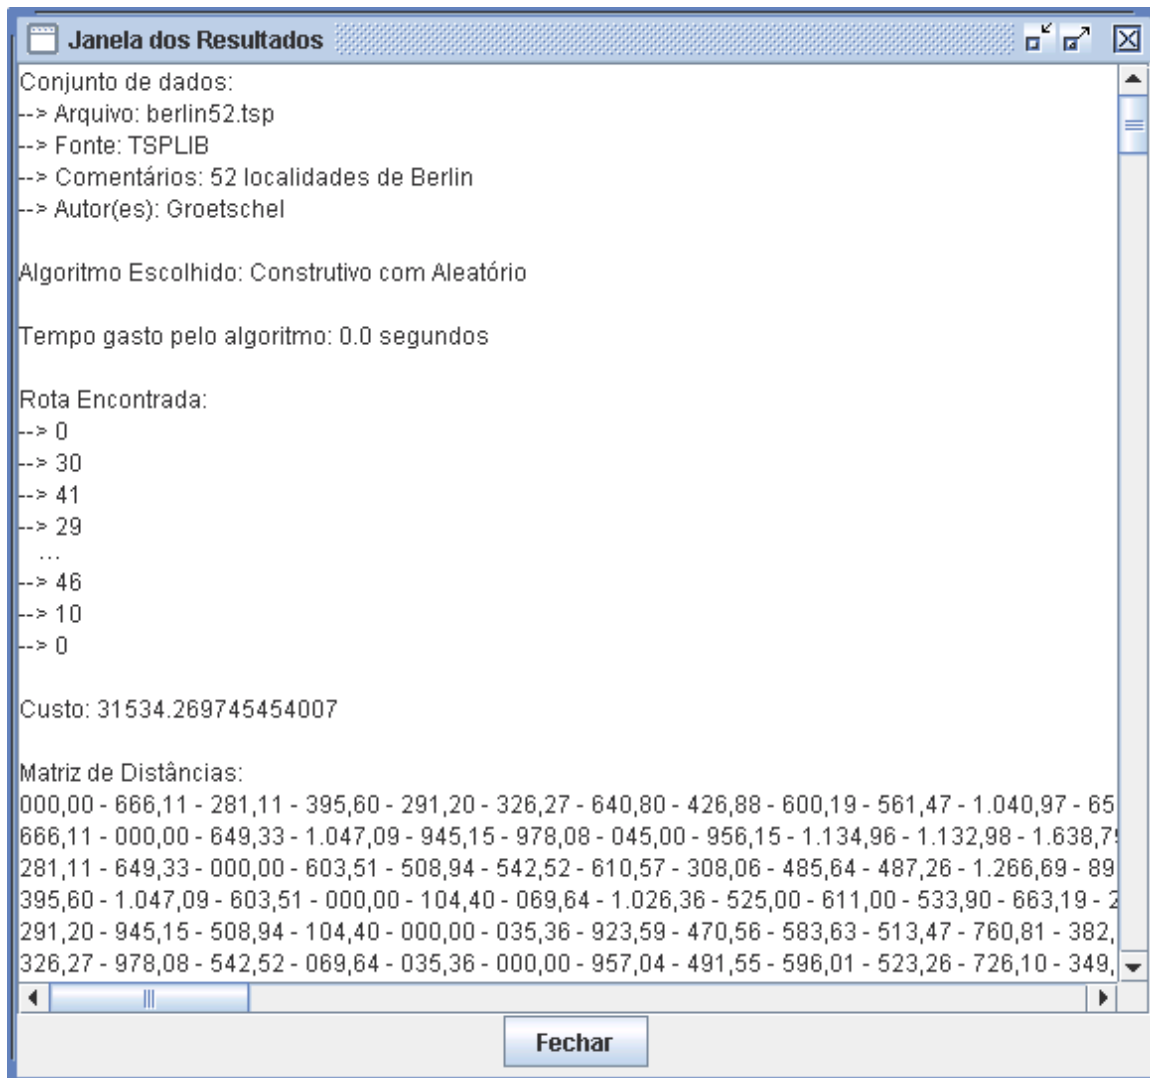 Janela dos Resultados
Conjunto de dados:
--> Arquivo: berlin52.tsp
--> Fonte: TSPLIB
--> Comentários: 52 localidades de Berlin
--> Autor(es): Groetschel
Algoritmo Escolhido: Construtivo com Aleatório
Tempo gasto pelo algoritmo: 0.0 segundos
Rota Encontrada:
--> 0
--> 30
--> 41
--> 29
...
--> 46
--> 10
--> 0
Custo: 31534.269745454007
Matriz de Distâncias:
000,00 - 666,11 - 281,11 - 395,60 - 291,20 - 326,27 - 640,80 - 426,88 - 600,19 - 561,47 - 1.040,97 - 65
666,11 - 000,00 - 649,33 - 1.047,09 - 945,15 - 978,08 - 045,00 - 956,15 - 1.134,96 - 1.132,98 - 1.638,7
281,11 - 649,33 - 000,00 - 603,51 - 508,94 - 542,52 - 610,57 - 308,06 - 485,64 - 487,26 - 1.266,69 - 89
395,60 - 1.047,09 - 603,51 - 000,00 - 104,40 - 069,64 - 1.026,36 - 525,00 - 611,00 - 533,90 - 663,19 - 2
291,20 - 945,15 - 508,94 - 104,40 - 000,00 - 035,36 - 923,59 - 470,56 - 583,63 - 513,47 - 760,81 - 382,
326,27 - 978,08 - 542,52 - 069,64 - 035,36 - 000,00 - 957,04 - 491,55 - 596,01 - 523,26 - 726,10 - 349,
Fechar